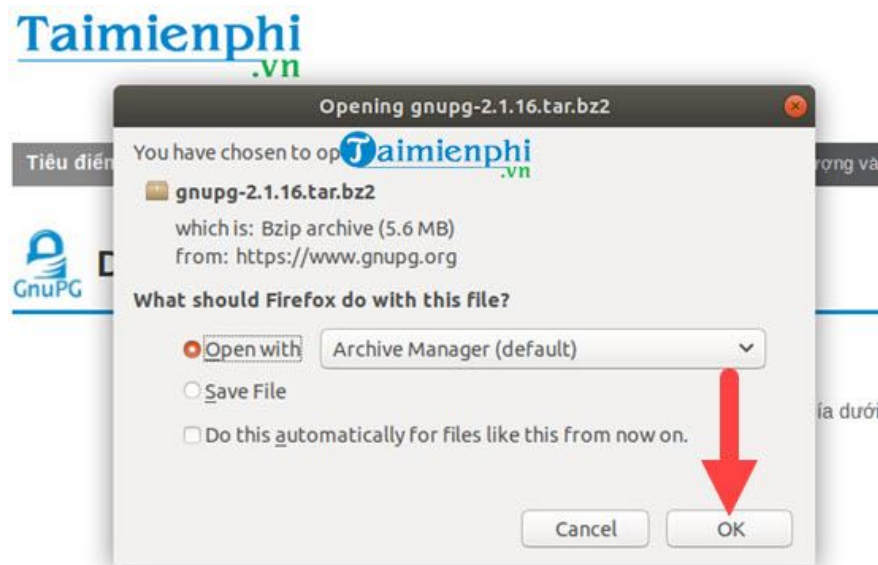 Taimienphi
.vn
Opening gnupg-2.1.16.tar.bz2
Tiêu điểm
You have chosen to op
Taimienphi
.vn
ượng và
gnupg-2.1.16.tar.bz2
which is: Bzip archive (5.6 MB)
from: https://www.gnupg.org
GnuPG
D
What should Firefox do with this file?
Open with
Archive Manager (default)
Save File
ía dưới
Do this automatically for files like this from now on.
Cancel
OK